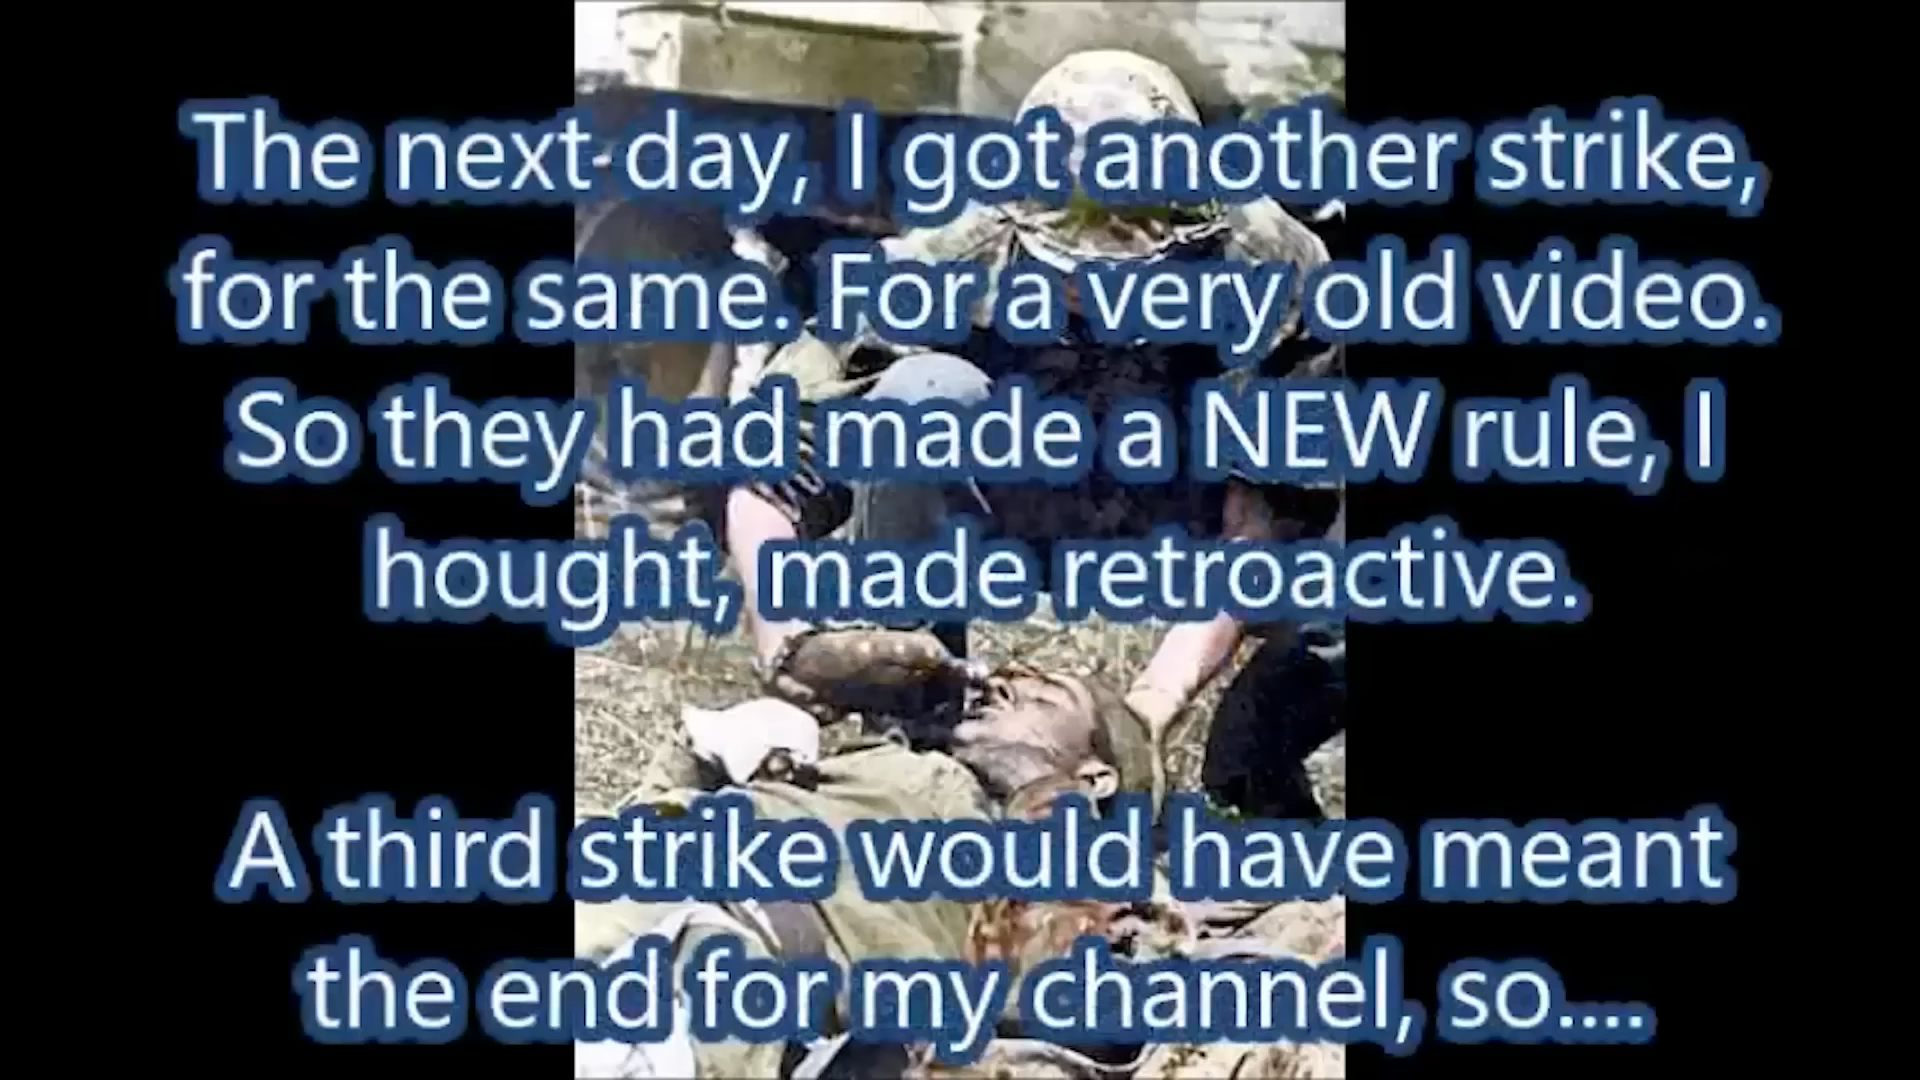 The next day, I got another strike,
for the same. For a very old video.
So they had made a NEW rule, I
hought, made retroactive.
A third strike would have meant
the end for my channel, so....